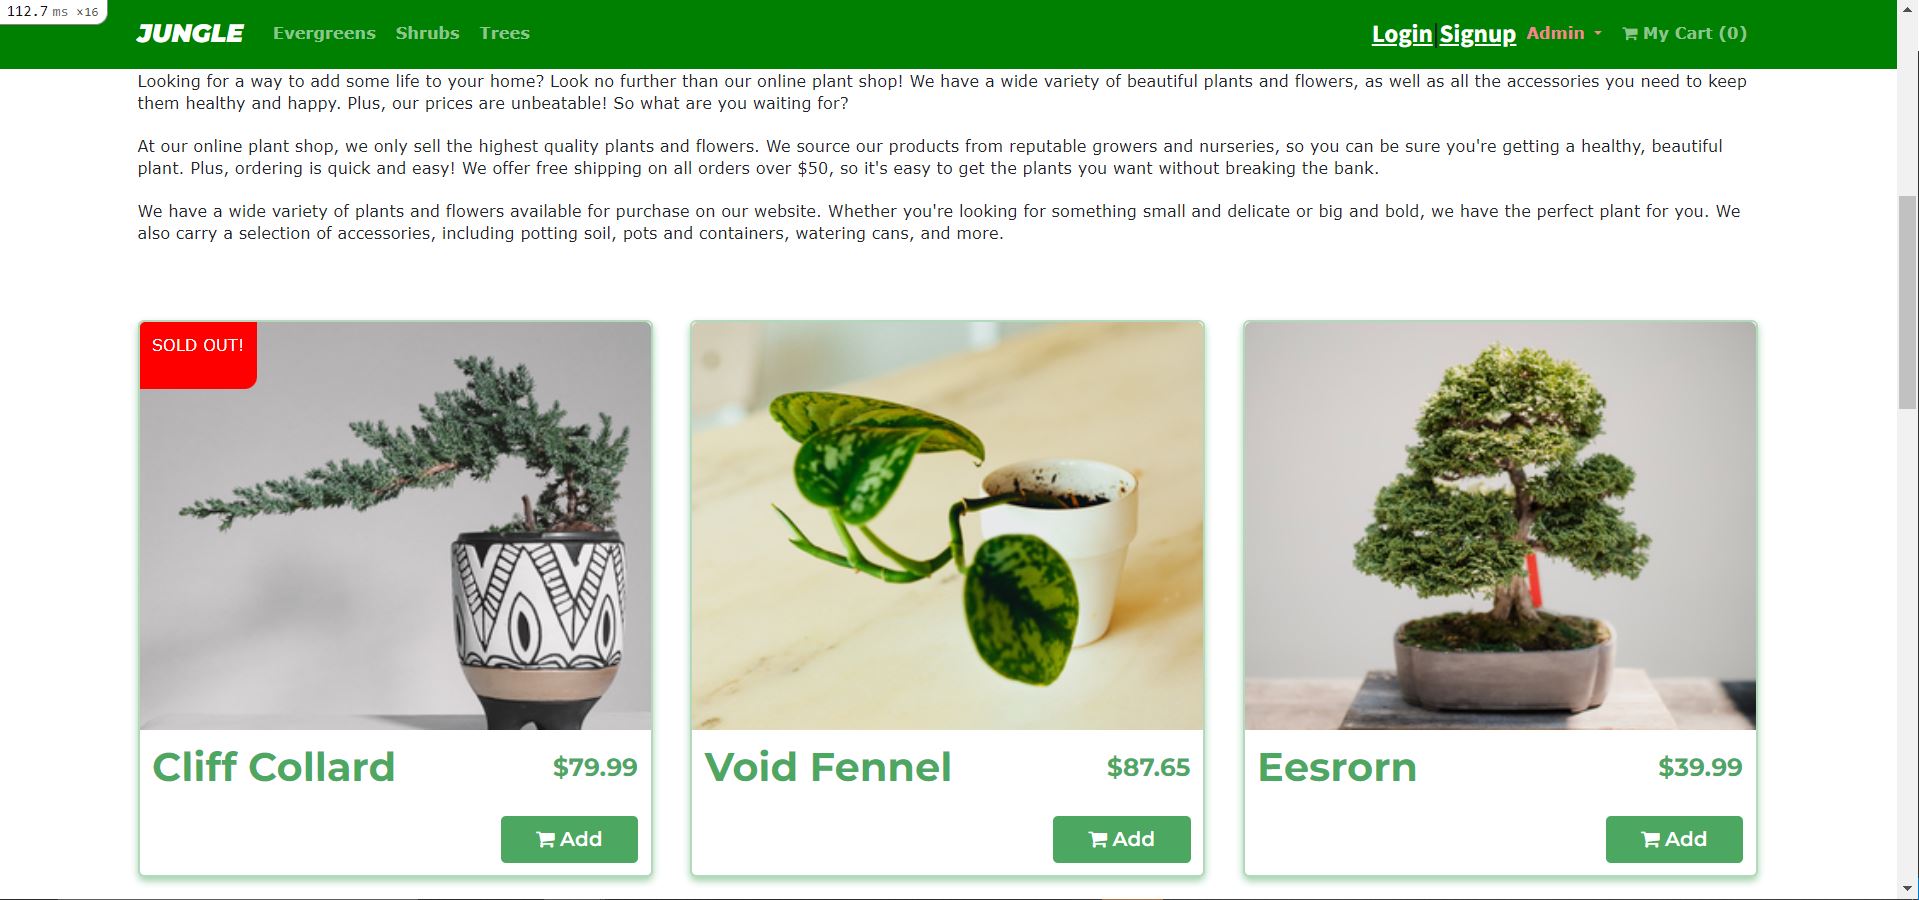 112.7 ms ×16
JUNGLE Evergreens Shrubs Trees Login|Signup Admin My Cart (0)
Looking for a way to add some life to your home? Look no further than our online plant shop! We have a wide variety of beautiful plants and flowers, as well as all the accessories you need to keep
them healthy and happy. Plus, our prices are unbeatable! So what are you waiting for?
At our online plant shop, we only sell the highest quality plants and flowers. We source our products from reputable growers and nurseries, so you can be sure you're getting a healthy, beautiful
plant. Plus, ordering is quick and easy! We offer free shipping on all orders over $50, so it's easy to get the plants you want without breaking the bank.
We have a wide variety of plants and flowers available for purchase on our website. Whether you're looking for something small and delicate or big and bold, we have the perfect plant for you. We
also carry a selection of accessories, including potting soil, pots and containers, watering cans, and more.
SOLD OUT!
Cliff Collard $79.99
Add
Void Fennel $87.65
Add
Eesrorn $39.99
Add